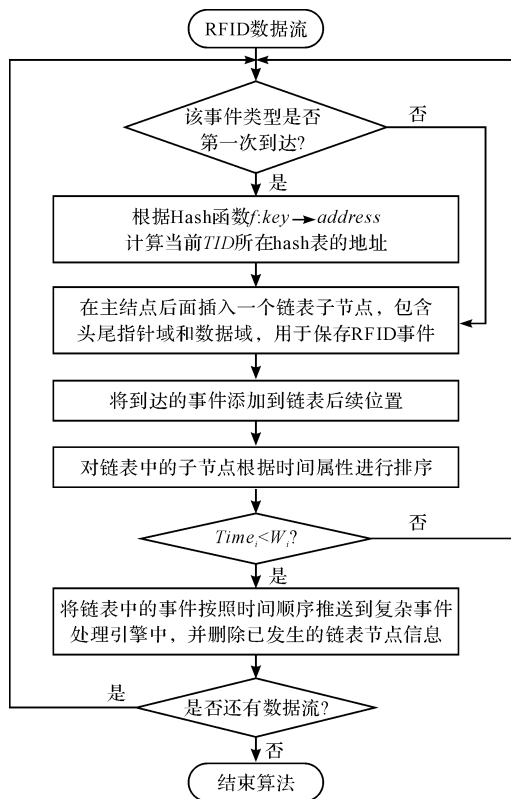 RFID数据流
该事件类型是否
第一次到达?
否
是
根据Hash函数f:key→address
计算当前TID所在hash表的地址
在主结点后面插入一个链表子节点，包含
头尾指针域和数据域，用于保存RFID事件
将到达的事件添加到链表后续位置
对链表中的子节点根据时间属性进行排序
Timeᵢ<Wᵢ?
否
是
将链表中的事件按照时间顺序推送到复杂事件
处理引擎中，并删除已发生的链表节点信息
是
是否还有数据流?
否
结束算法